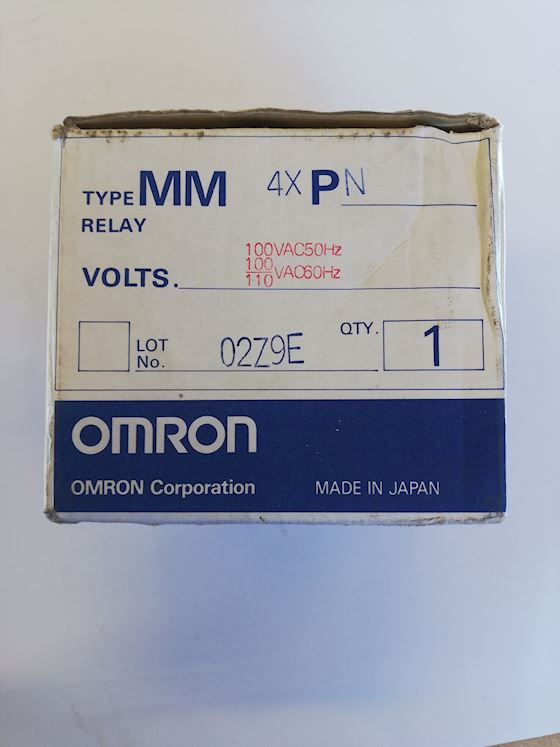 TYPE MM 4X PN
RELAY
100VAC50Hz
VOLTS. 100/110 VAC60Hz
QTY. 1
LOT No. 02Z9E
OMRON
OMRON Corporation MADE IN JAPAN